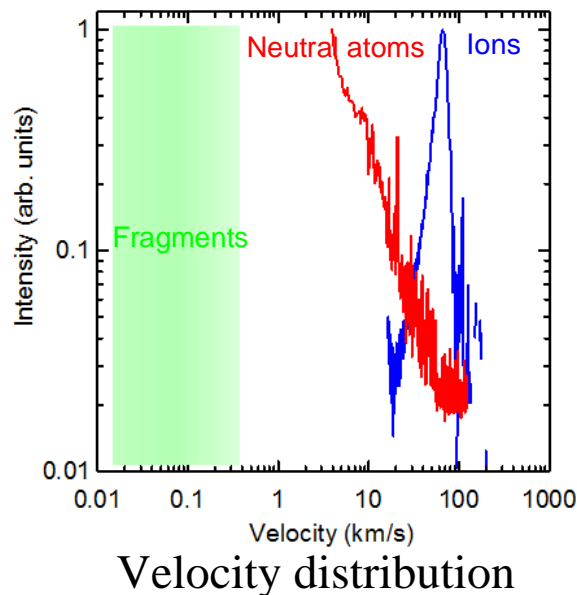 1
Neutral atoms
Ions
Intensity (arb. units)
0.1
Fragments
0.01
0.01
0.1
1
10
100
1000
Velocity (km/s)
Velocity distribution